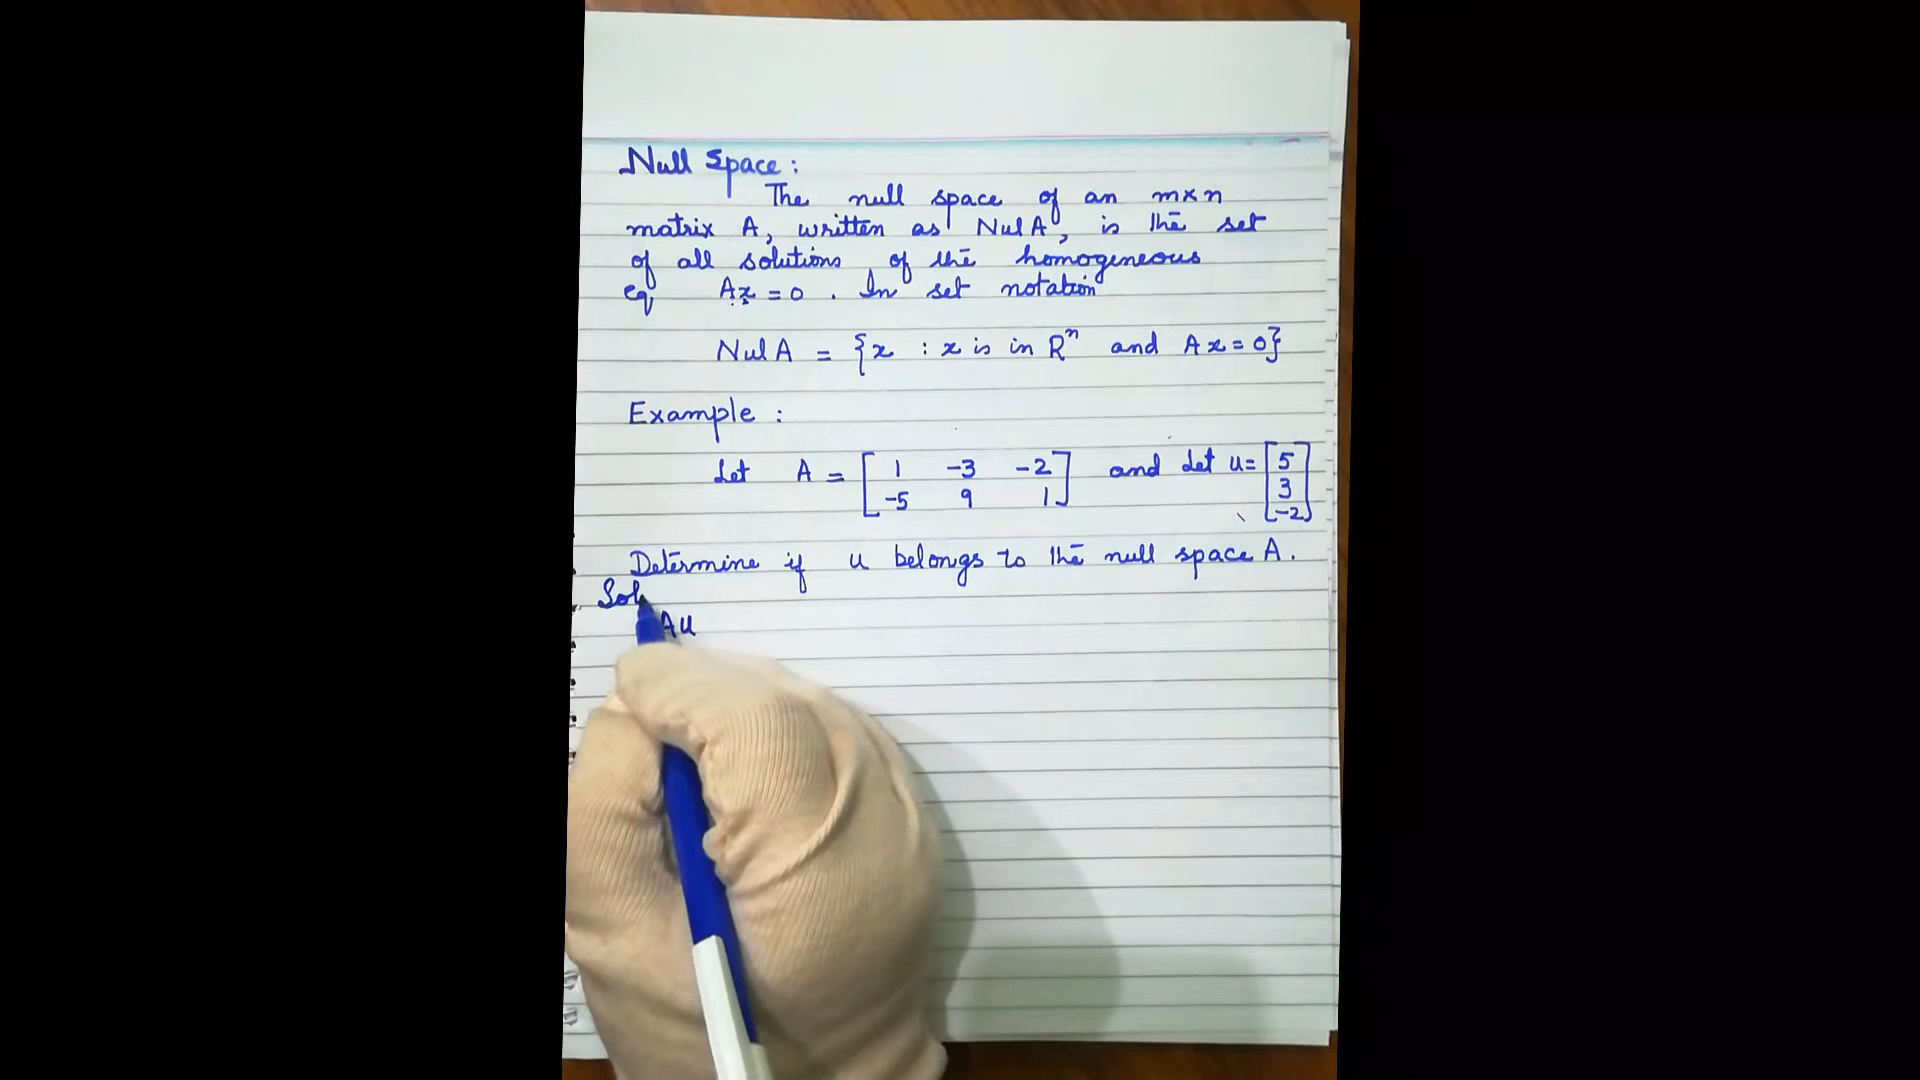 Null Space :
The null space of an m×n
matrix A, written as Nul A, is the set
of all solutions of the homogeneous
eq Ax = 0 . In set notation
Nul A = {x : x is in Rⁿ and Ax = 0}
Example :
Let A = [1 -3 -2; -5 9 1] and Let u = [5; 3; -2]
Determine if u belongs to the null space A.
Sol
Au